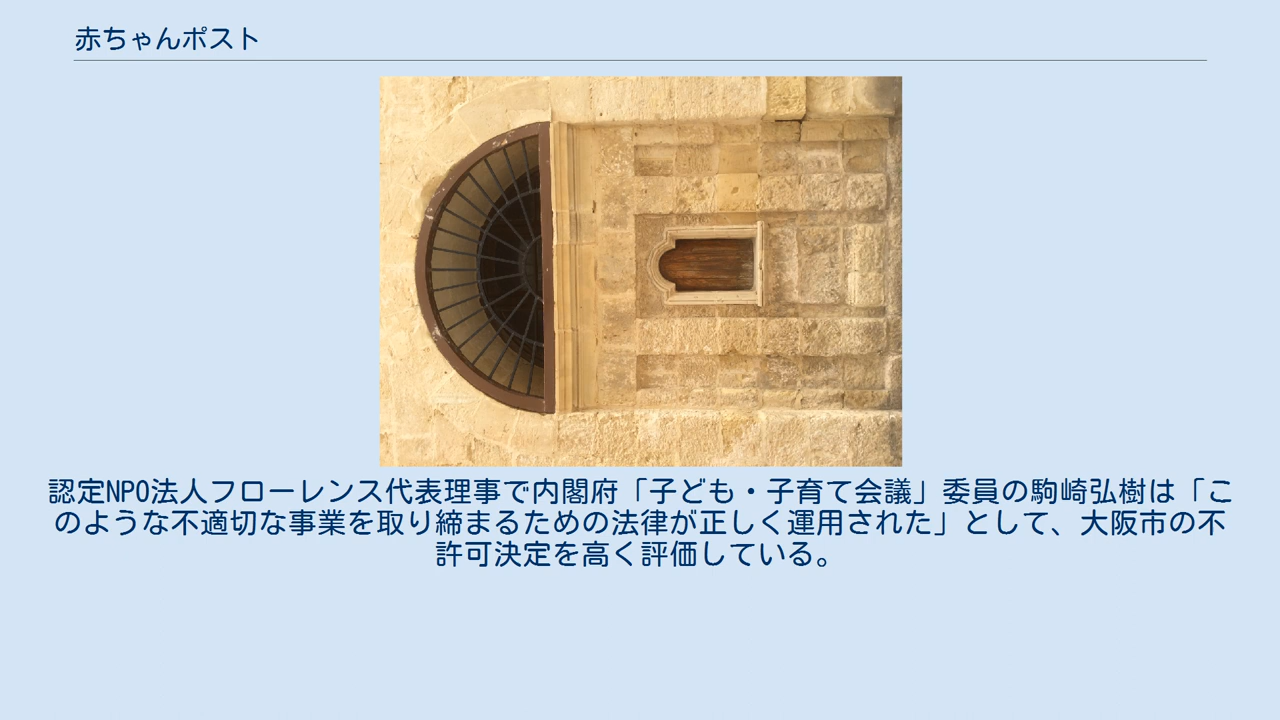 赤ちゃんポスト
認定NPO法人フローレンス代表理事で内閣府「子ども・子育て会議」委員の駒崎弘樹は「こ
のような不適切な事業を取り締まるための法律が正しく運用された」として、大阪市の不
許可決定を高く評価している。